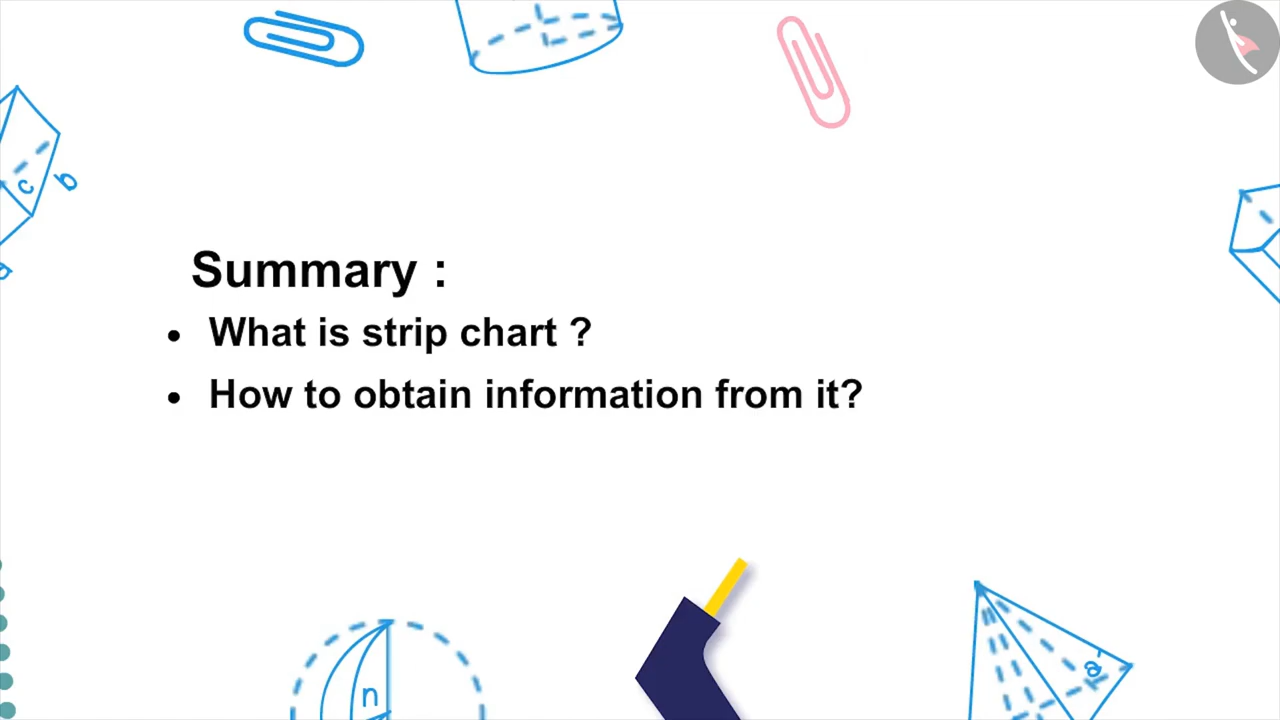 Summary :
• What is strip chart ?
• How to obtain information from it?
c
b
n
a